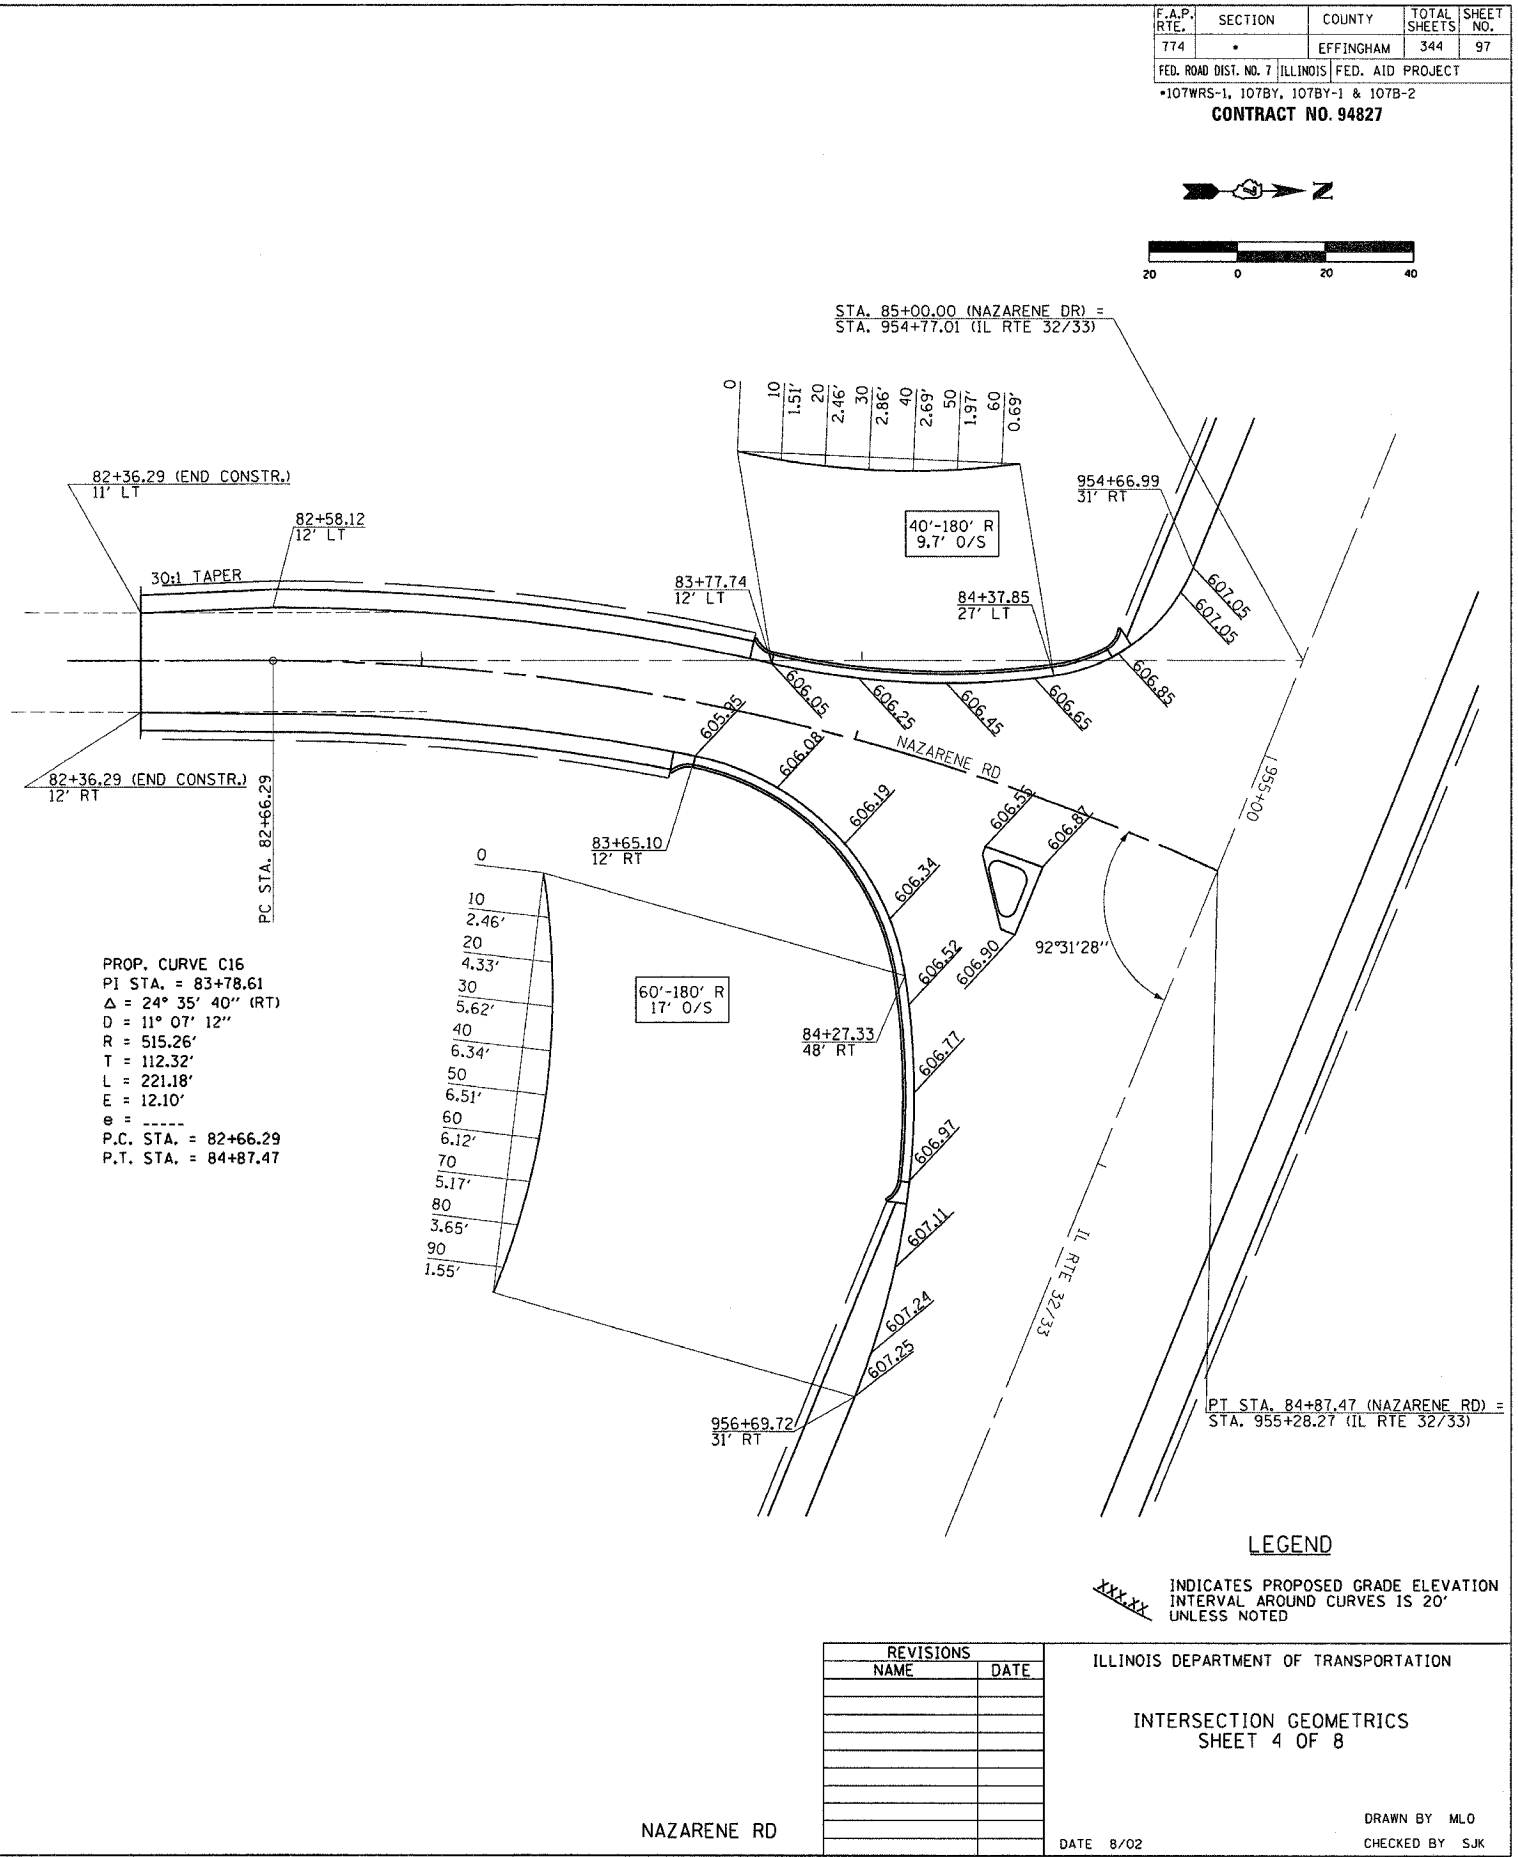 F.A.P. RTE. SECTION COUNTY TOTAL SHEETS SHEET NO.
774 • EFFINGHAM 344 97
FED. ROAD DIST. NO. 7 ILLINOIS FED. AID PROJECT
•107WRS-1, 107BY, 107BY-1 & 107B-2
CONTRACT NO. 94827
N
20 0 20 40
STA. 85+00.00 (NAZARENE DR) =
STA. 954+77.01 (IL RTE 32/33)
0
10
1.51'
20
2.46'
30
2.86'
40
2.69'
50
1.97'
60
0.69'
82+36.29 (END CONSTR.)
11' LT
82+58.12
12' LT
954+66.99
31' RT
40'-180' R
9.7' O/S
30:1 TAPER
83+77.74
12' LT
84+37.85
27' LT
607.05
607.05
606.85
606.05
606.25
606.45
606.65
605.95
606.08
NAZARENE RD
82+36.29 (END CONSTR.)
12' RT
PC STA. 82+66.29
955+00
606.19
606.55
606.87
83+65.10
12' RT
606.34
0
10
2.46'
20
4.33'
30
5.62'
40
6.34'
50
6.51'
60
6.12'
70
5.17'
80
3.65'
90
1.55'
606.52
606.90
92°31'28"
PROP. CURVE C16
PI STA. = 83+78.61
Δ = 24° 35' 40" (RT)
D = 11° 07' 12"
R = 515.26'
T = 112.32'
L = 221.18'
E = 12.10'
e = _____
P.C. STA. = 82+66.29
P.T. STA. = 84+87.47
60'-180' R
17' O/S
84+27.33
48' RT
606.77
606.97
607.11
IL RTE 32/33
607.24
607.25
956+69.72
31' RT
PT STA. 84+87.47 (NAZARENE RD) =
STA. 955+28.27 (IL RTE 32/33)
LEGEND
XXX.XX
INDICATES PROPOSED GRADE ELEVATION
INTERVAL AROUND CURVES IS 20'
UNLESS NOTED
REVISIONS
NAME DATE
ILLINOIS DEPARTMENT OF TRANSPORTATION
INTERSECTION GEOMETRICS
SHEET 4 OF 8
NAZARENE RD
DRAWN BY MLO
DATE 8/02
CHECKED BY SJK